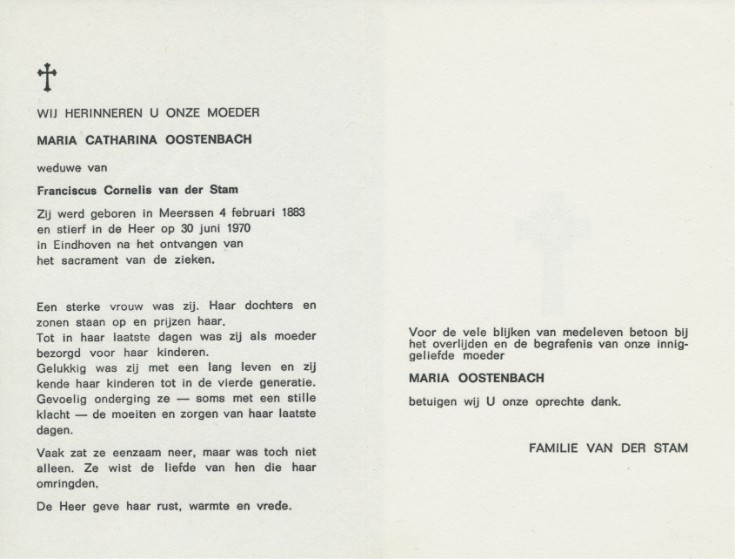 WIJ HERINNEREN U ONZE MOEDER
MARIA CATHARINA OOSTENBACH
weduwe van
Franciscus Cornelis van der Stam
Zij werd geboren in Meerssen 4 februari 1883
en stierf in de Heer op 30 juni 1970
in Eindhoven na het ontvangen van
het sacrament van de zieken.
Een sterke vrouw was zij. Haar dochters en
zonen staan op en prijzen haar.
Tot in haar laatste dagen was zij als moeder
bezorgd voor haar kinderen.
Gelukkig was zij met een lang leven en zij
kende haar kinderen tot in de vierde generatie.
Gevoelig onderging ze — soms met een stille
klacht — de moeiten en zorgen van haar laatste
dagen.
Vaak zat ze eenzaam neer, maar was toch niet
alleen. Ze wist de liefde van hen die haar
omringden.
De Heer geve haar rust, warmte en vrede.
Voor de vele blijken van medeleven betoon bij
het overlijden en de begrafenis van onze innig-
geliefde moeder
MARIA OOSTENBACH
betuigen wij U onze oprechte dank.
FAMILIE VAN DER STAM